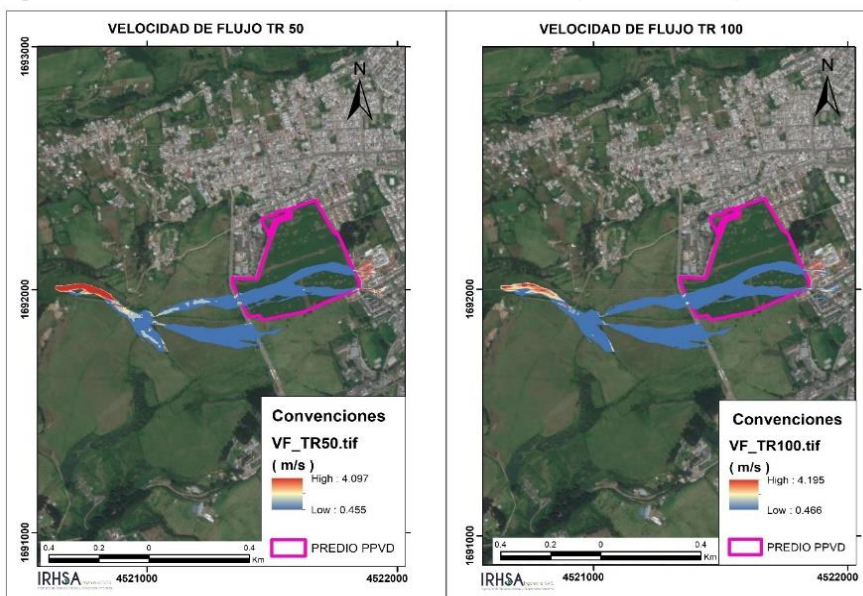 VELOCIDAD DE FLUJO TR 50
1693000
1692000
1691000
N
Convenciones
VF_TR50.tif
( m/s )
High : 4.097
Low : 0.455
PREDIO PPVD
0.4 0.2 0 0.4
Km
IRHSA
4521000 4522000
VELOCIDAD DE FLUJO TR 100
1693000
1692000
1691000
N
Convenciones
VF_TR100.tif
( m/s )
High : 4.195
Low : 0.466
PREDIO PPVD
0.4 0.2 0 0.4
Km
IRHSA
4521000 4522000